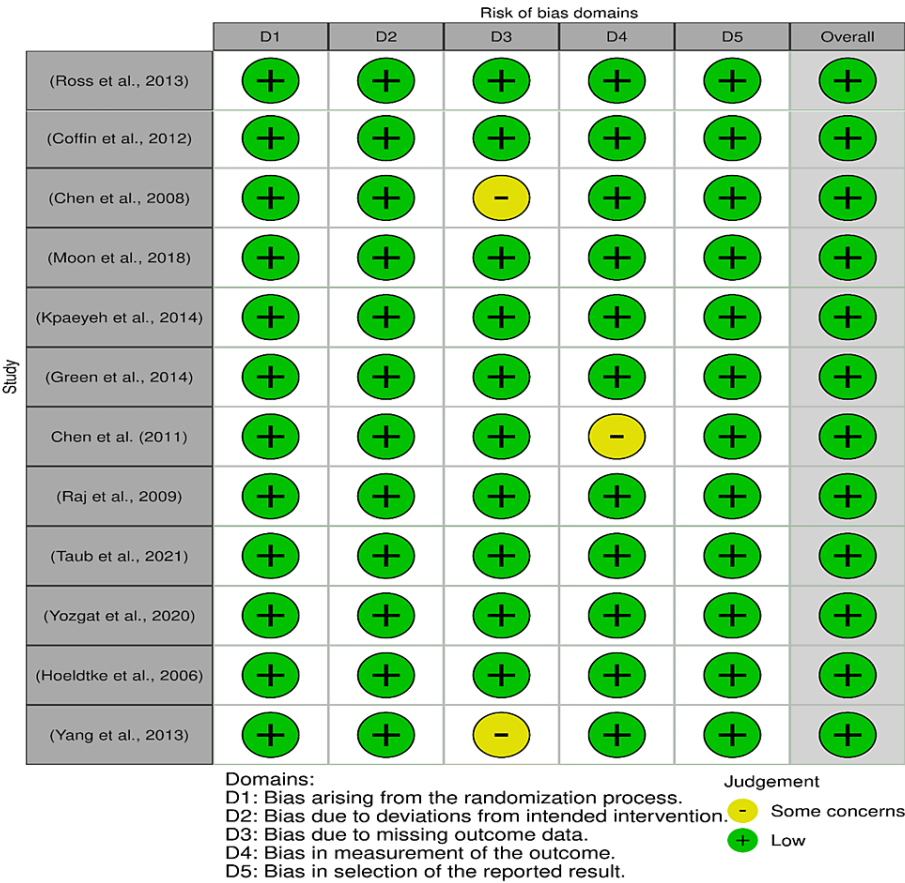 Risk of bias domains
D1 D2 D3 D4 D5 Overall
Study
(Ross et al., 2013) + + + + + +
(Coffin et al., 2012) + + + + + +
(Chen et al., 2008) + + - + + +
(Moon et al., 2018) + + + + + +
(Kpaeyeh et al., 2014) + + + + + +
(Green et al., 2014) + + + + + +
Chen et al. (2011) + + + - + +
(Raj et al., 2009) + + + + + +
(Taub et al., 2021) + + + + + +
(Yozgat et al., 2020) + + + + + +
(Hoeldtke et al., 2006) + + + + + +
(Yang et al., 2013) + + - + + +
Domains:
D1: Bias arising from the randomization process.
D2: Bias due to deviations from intended intervention.
D3: Bias due to missing outcome data.
D4: Bias in measurement of the outcome.
D5: Bias in selection of the reported result.
Judgement
- Some concerns
+ Low